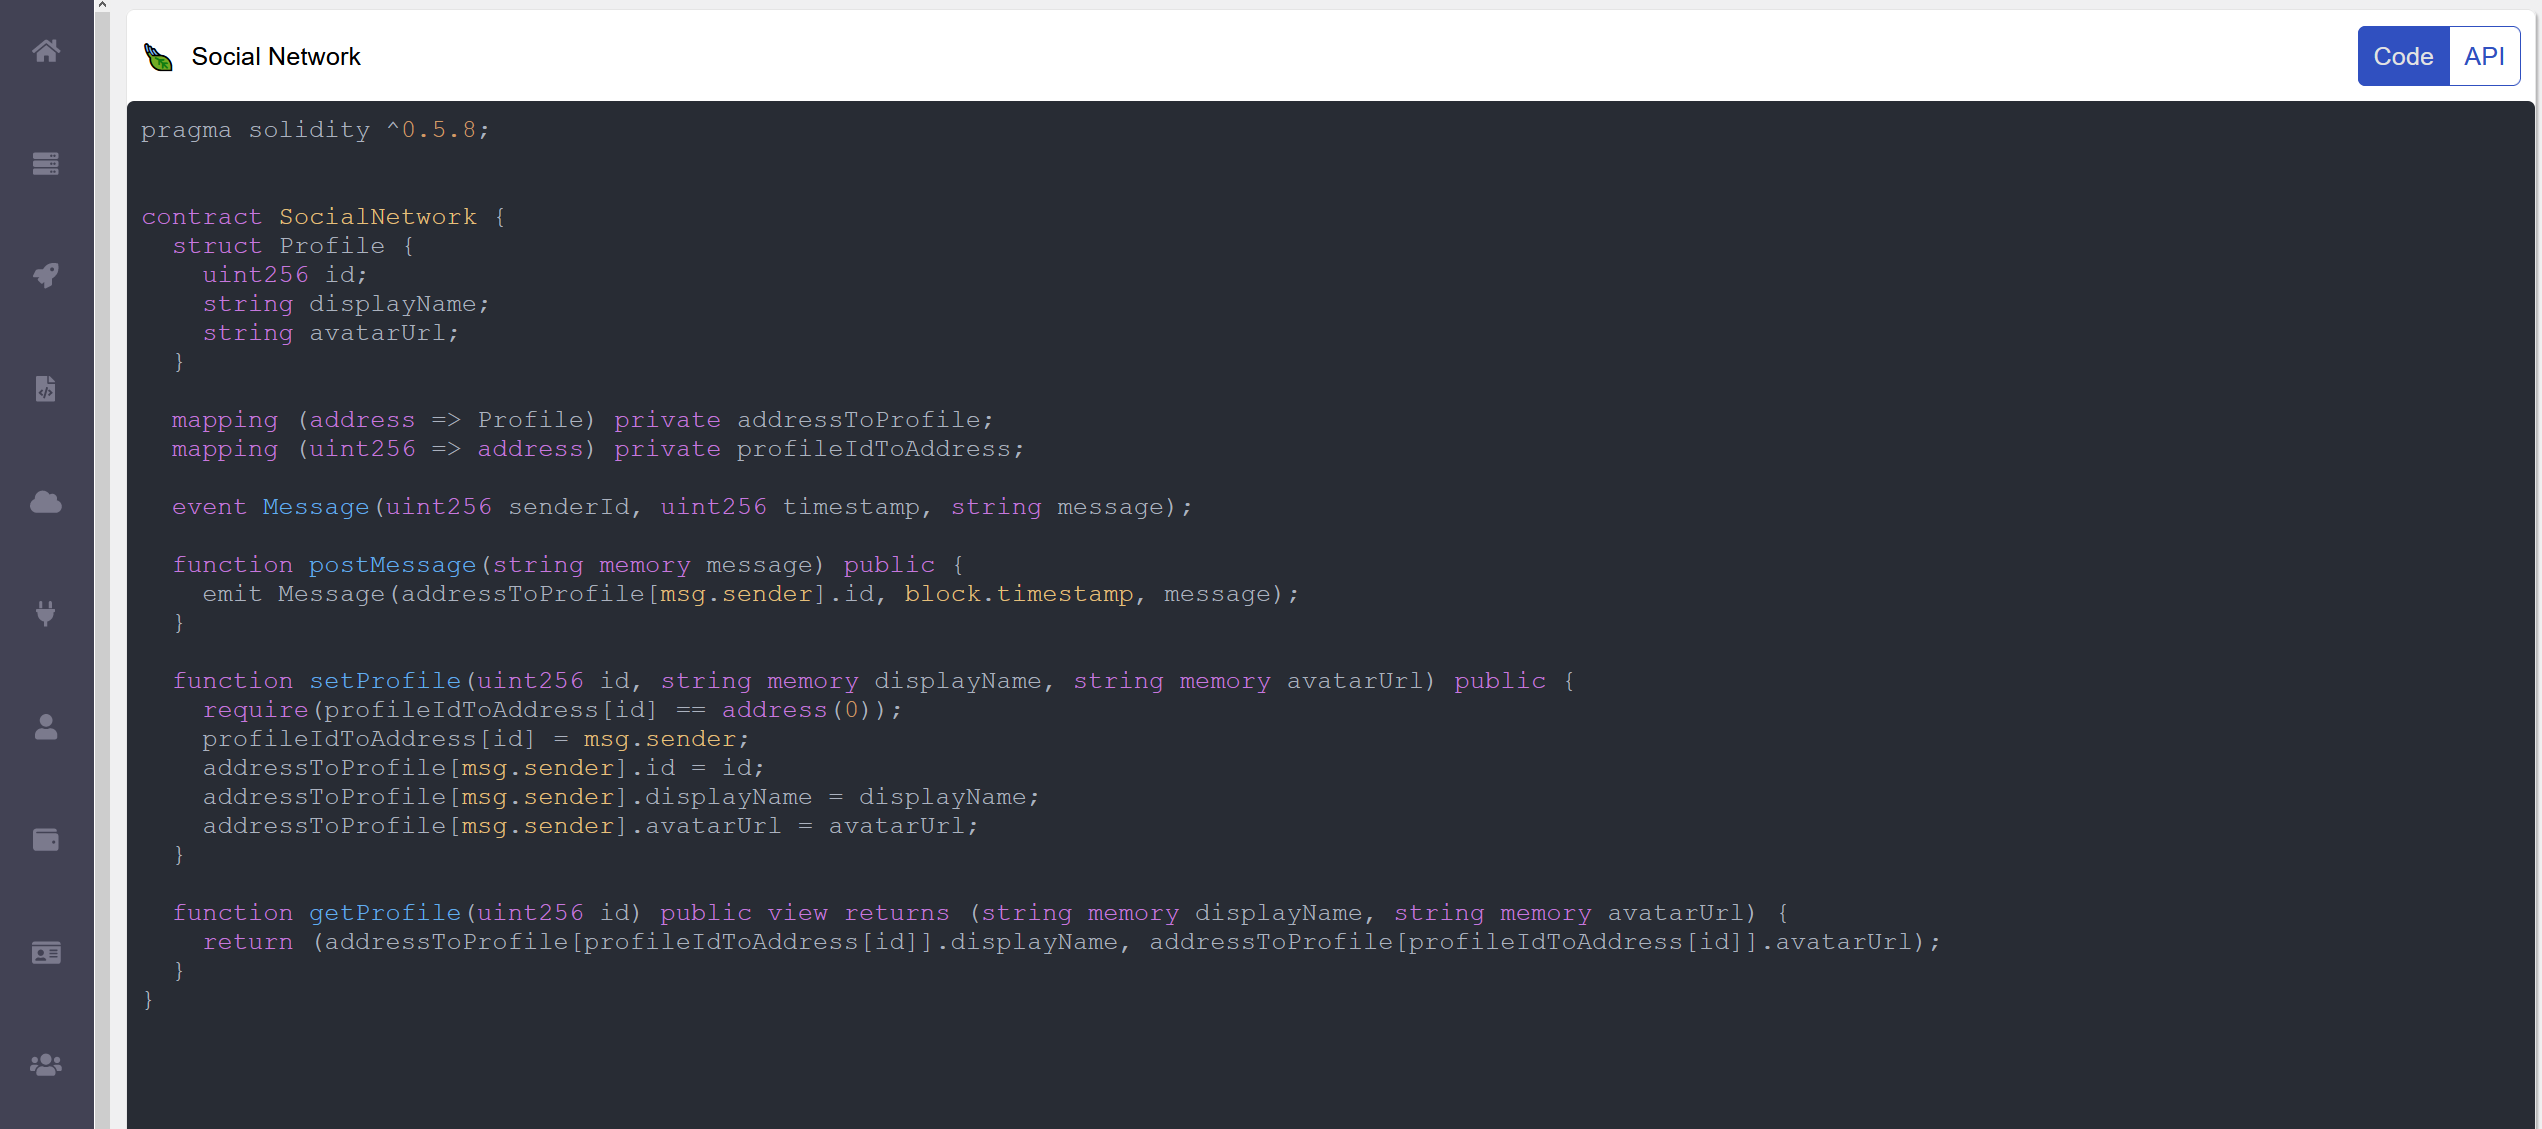 Social Network
Code API
pragma solidity ^0.5.8;
contract SocialNetwork {
  struct Profile {
    uint256 id;
    string displayName;
    string avatarUrl;
  }
  mapping (address => Profile) private addressToProfile;
  mapping (uint256 => address) private profileIdToAddress;
  event Message(uint256 senderId, uint256 timestamp, string message);
  function postMessage(string memory message) public {
    emit Message(addressToProfile[msg.sender].id, block.timestamp, message);
  }
  function setProfile(uint256 id, string memory displayName, string memory avatarUrl) public {
    require(profileIdToAddress[id] == address(0));
    profileIdToAddress[id] = msg.sender;
    addressToProfile[msg.sender].id = id;
    addressToProfile[msg.sender].displayName = displayName;
    addressToProfile[msg.sender].avatarUrl = avatarUrl;
  }
  function getProfile(uint256 id) public view returns (string memory displayName, string memory avatarUrl) {
    return (addressToProfile[profileIdToAddress[id]].displayName, addressToProfile[profileIdToAddress[id]].avatarUrl);
  }
}